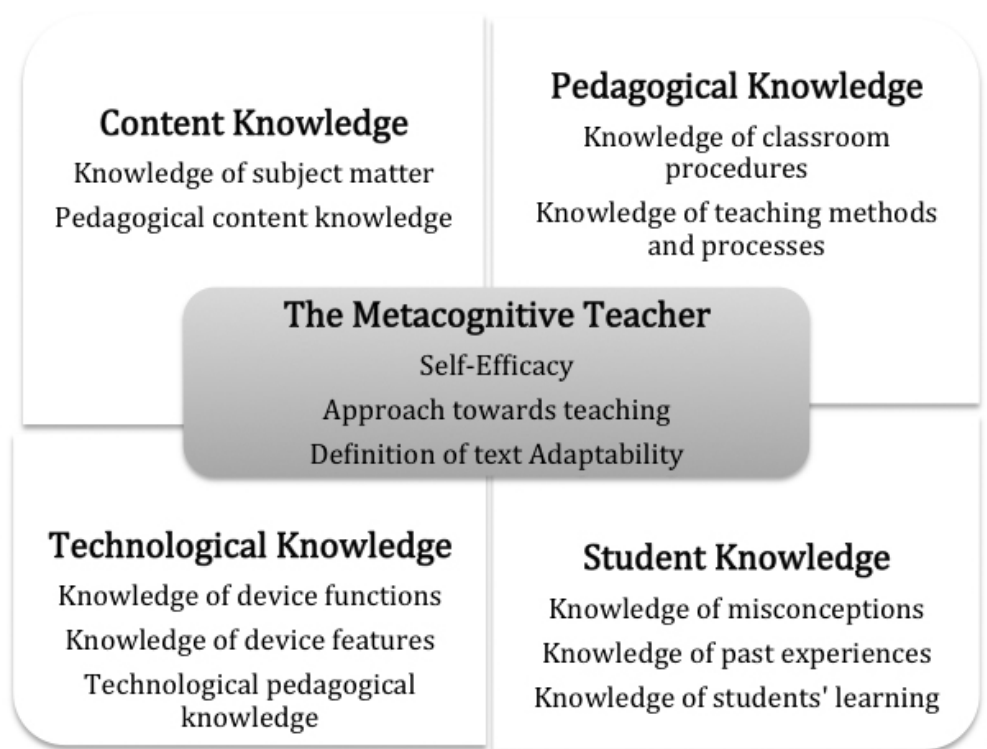 Content Knowledge
Knowledge of subject matter
Pedagogical content knowledge
Pedagogical Knowledge
Knowledge of classroom
procedures
Knowledge of teaching methods
and processes
The Metacognitive Teacher
Self-Efficacy
Approach towards teaching
Definition of text Adaptability
Technological Knowledge
Knowledge of device functions
Knowledge of device features
Technological pedagogical
knowledge
Student Knowledge
Knowledge of misconceptions
Knowledge of past experiences
Knowledge of students' learning